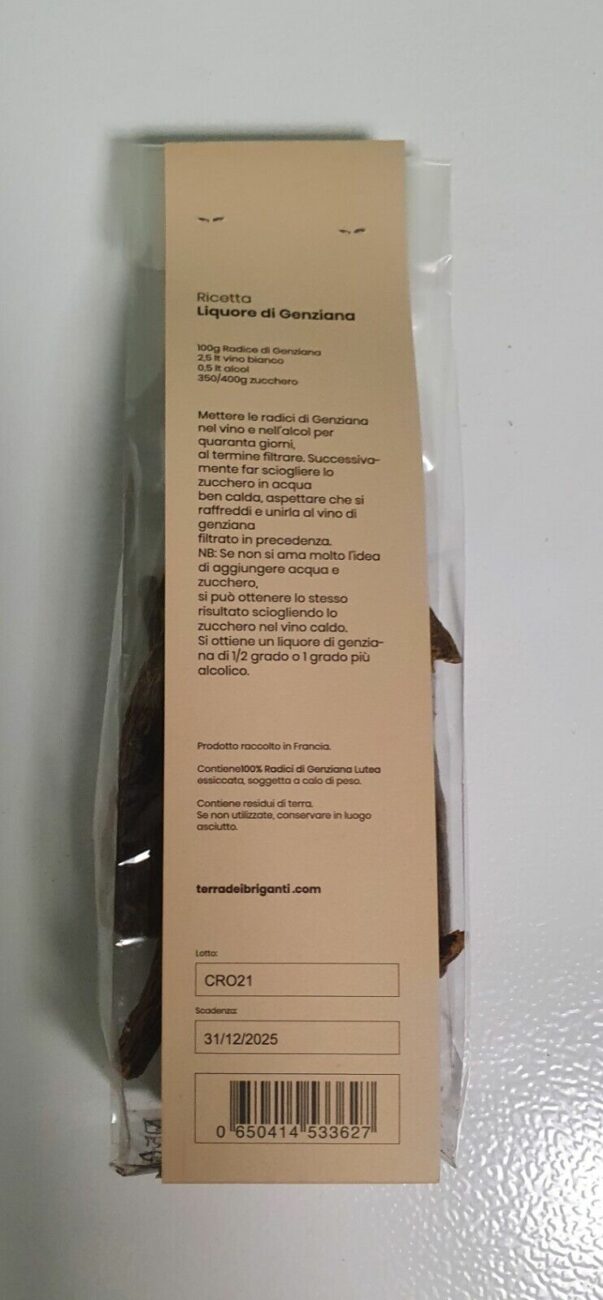 Ricetta
Liquore di Genziana
100g Radice di Genziana
2,5 lt vino bianco
0,5 lt alcol
350/400g zucchero
Mettere le radici di Genziana
nel vino e nell'alcol per
quaranta giorni,
al termine filtrare. Successiva-
mente far sciogliere lo
zucchero in acqua
ben calda, aspettare che si
raffreddi e unirla al vino di
genziana
filtrato in precedenza.
NB: Se non si ama molto l'idea
di aggiungere acqua e
zucchero,
si può ottenere lo stesso
risultato sciogliendo lo
zucchero nel vino caldo.
Si ottiene un liquore di genzia-
na di 1/2 grado o 1 grado più
alcolico.
Prodotto raccolto in Francia.
Contiene100% Radici di Genziana Lutea
essiccata, soggetta a calo di peso.
Contiene residui di terra.
Se non utilizzate, conservare in luogo
asciutto.
terradeibriganti.com
Lotto:
CRO21
Scadenza:
31/12/2025
0 650414 533627